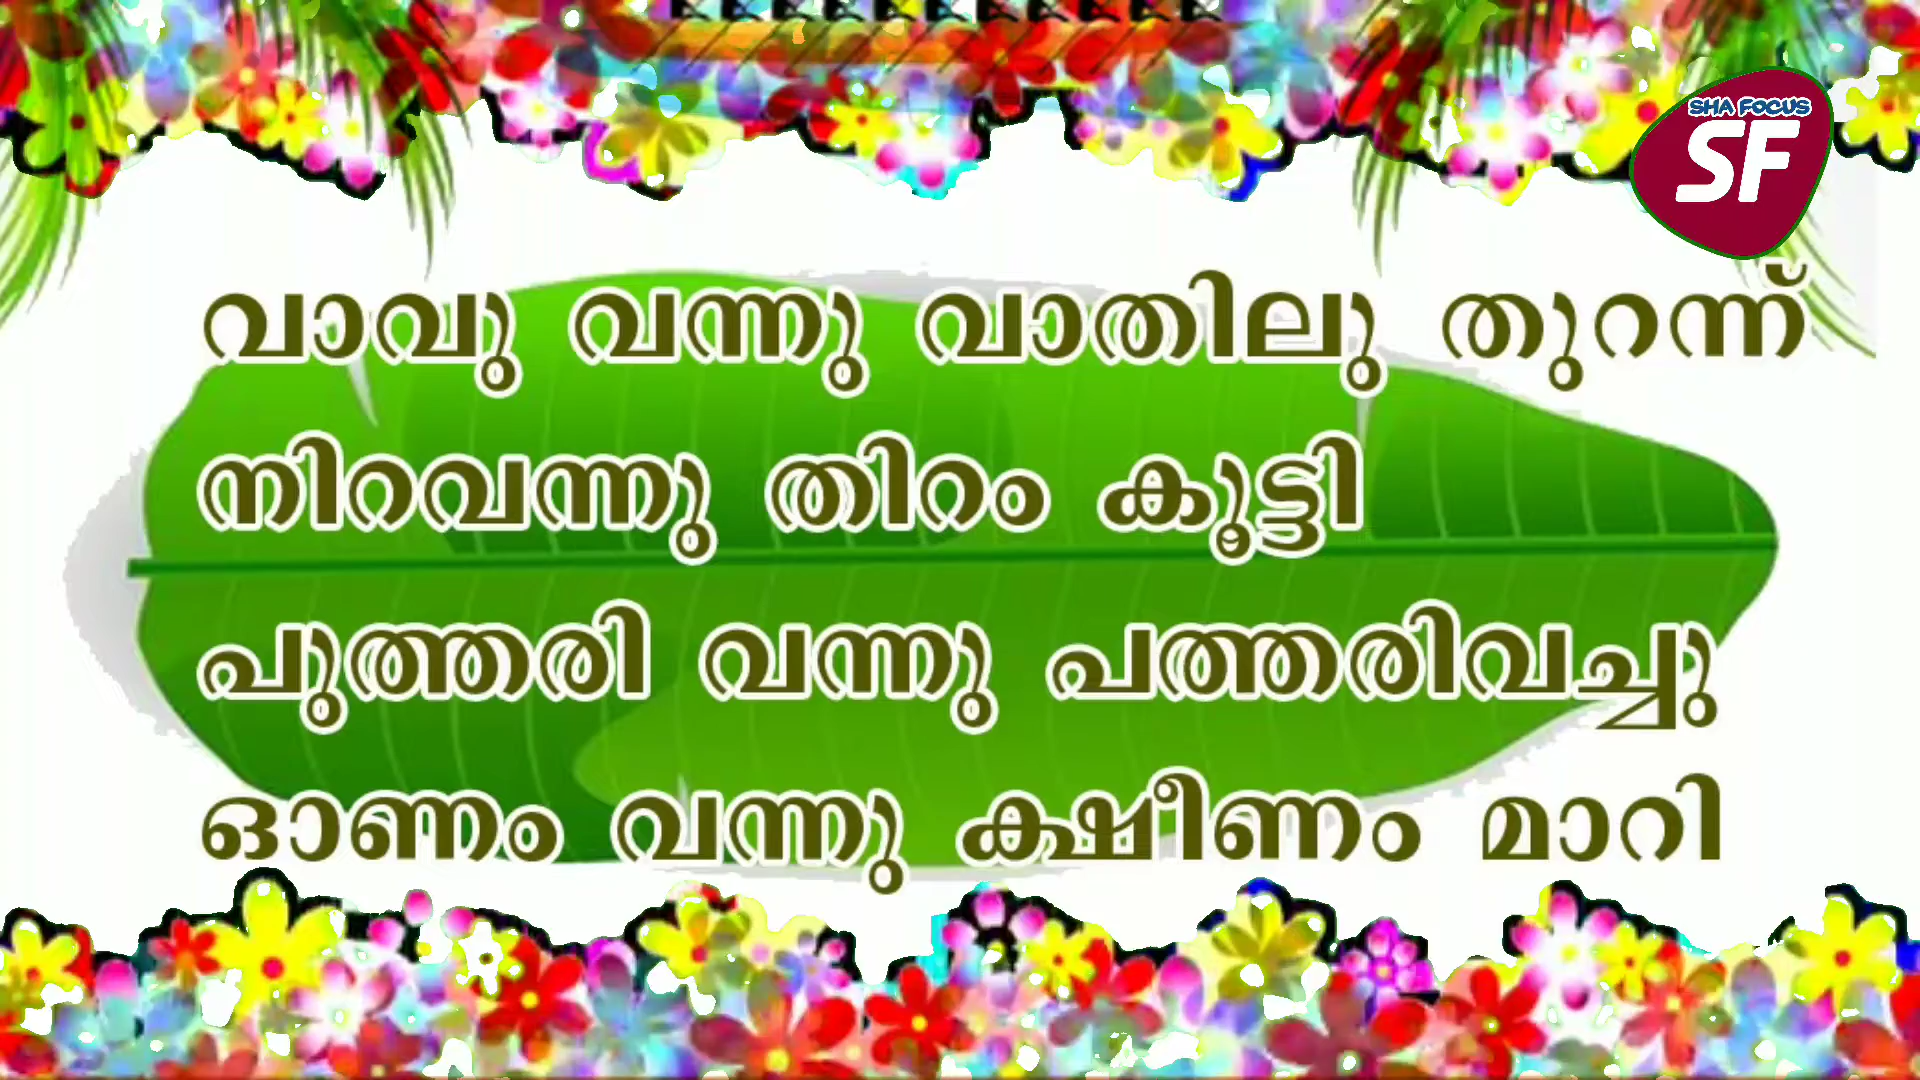 SHA FOCUS
SF
വാവു വന്നു വാതിലു തുറന്ന്
നിറവന്നു തിറം കൂട്ടി
പുത്തരി വന്നു പത്തരിവച്ചു
ഓണം വന്നു ക്ഷീണം മാറി